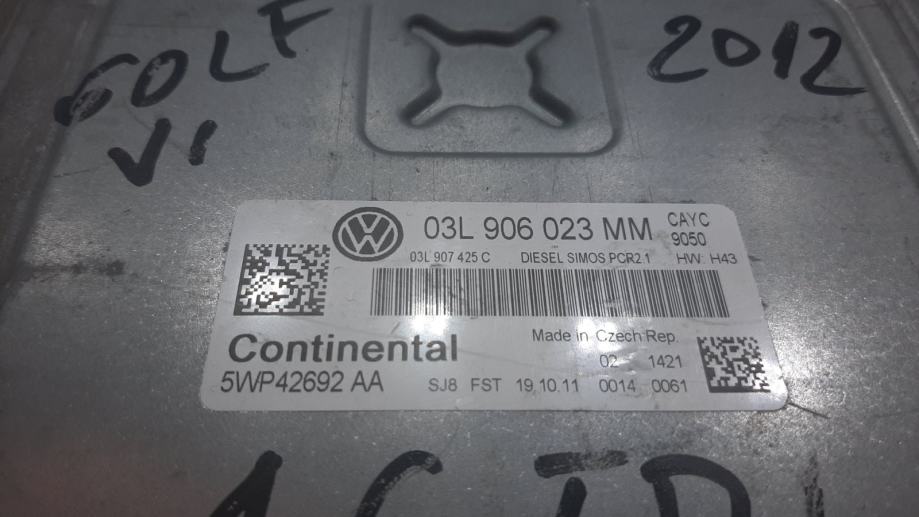 GOLF
VI
2012
VW
03L 906 023 MM
CAYC
9050
03L 907 425 C DIESEL SIMOS PCR2.1 HW: H43
Continental
Made in Czech Rep.
02 1421
5WP42692 AA SJ8 FST 19.10.11 0014 0061